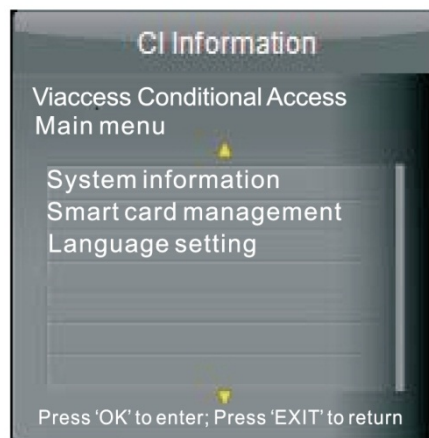 CI Information
Viaccess Conditional Access
Main menu
System information
Smart card management
Language setting
Press 'OK' to enter; Press 'EXIT' to return